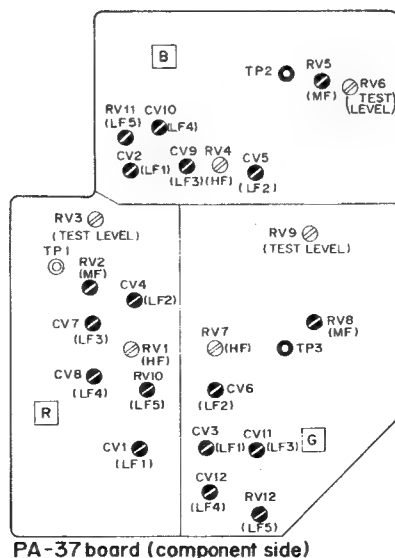 B
TP2
RV5
(MF)
RV6
(TEST
LEVEL)
RV11
(LF5)
CV10
(LF4)
CV2
(LF1)
CV9
(LF3)
RV4
(HF)
CV5
(LF2)
RV3
(TEST LEVEL)
TP1
RV2
(MF)
CV4
(LF2)
CV7
(LF3)
RV1
(HF)
CV8
(LF4)
RV10
(LF5)
R
CV1
(LF1)
RV9
(TEST LEVEL)
RV8
(MF)
RV7
(HF)
TP3
CV6
(LF2)
CV3
(LF1)
CV11
(LF3)
G
CV12
(LF4)
RV12
(LF5)
PA-37 board (component side)